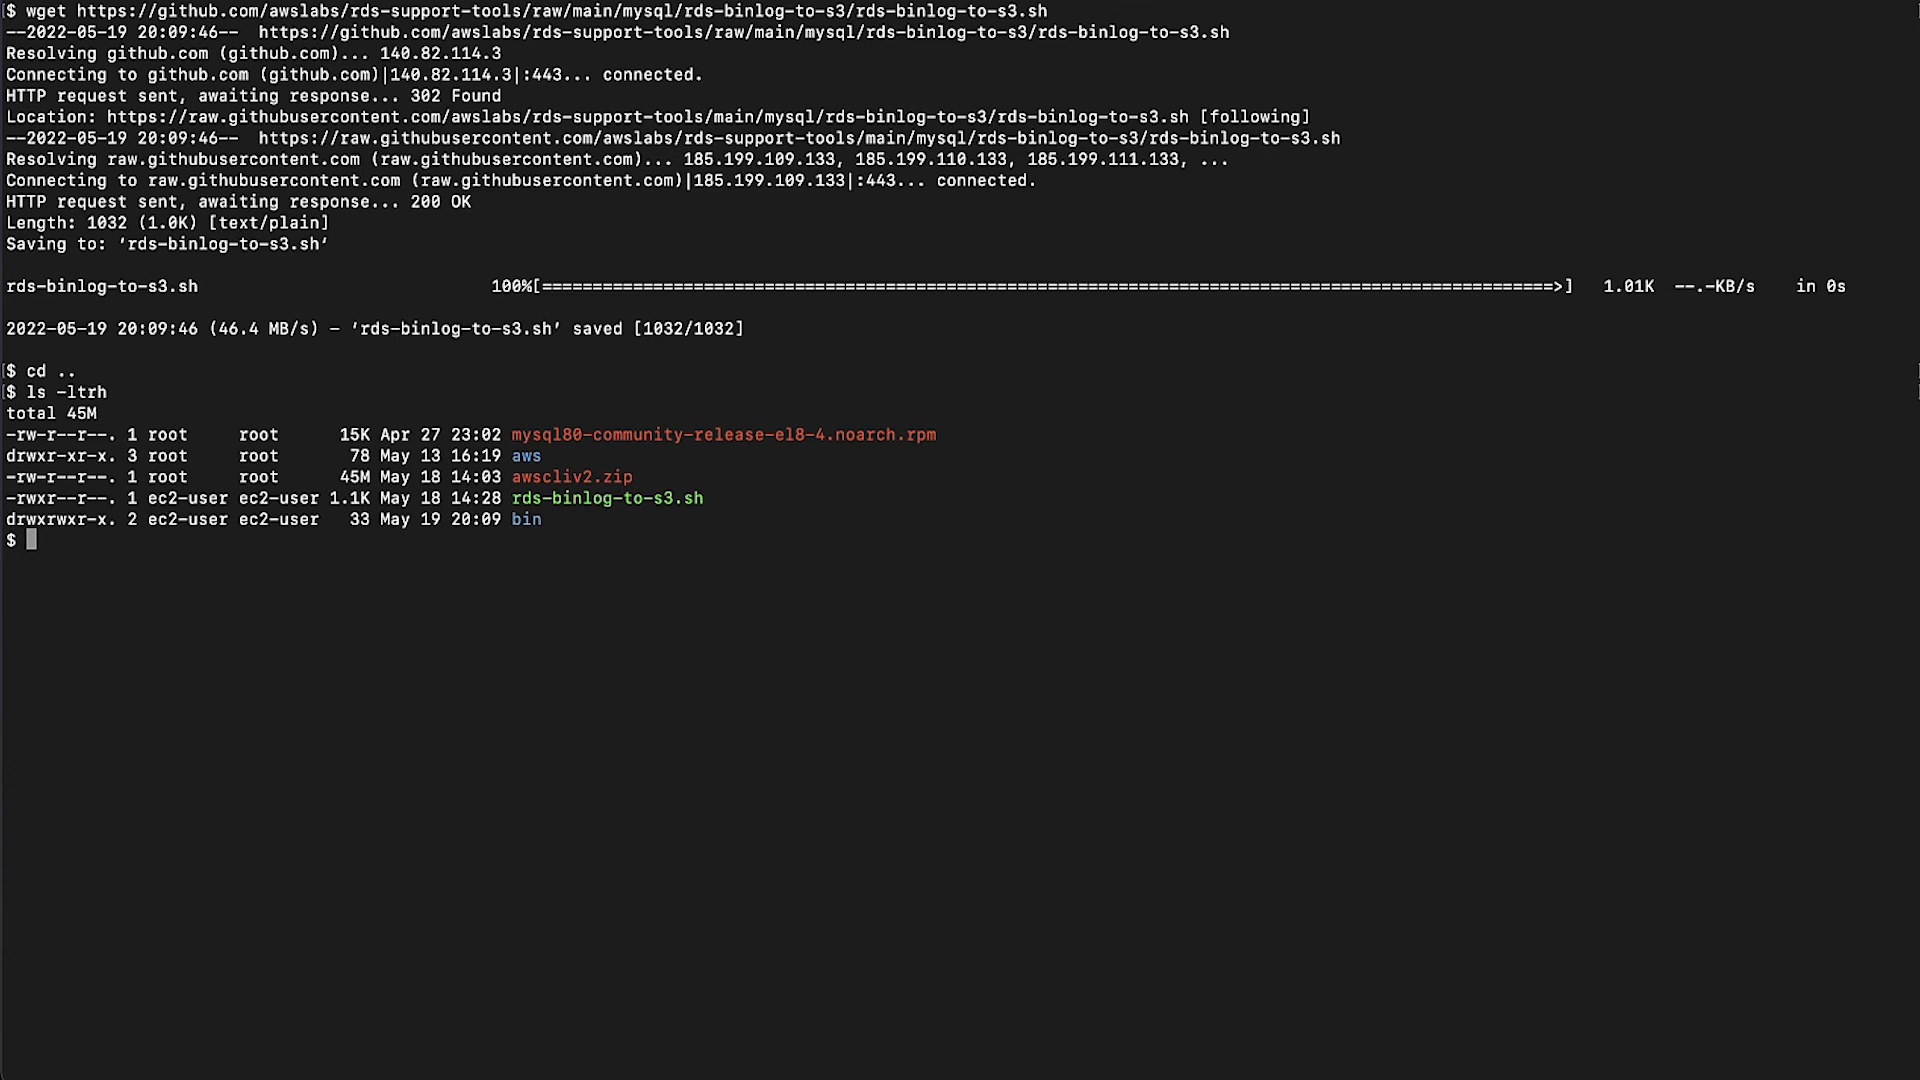 $ wget https://github.com/awslabs/rds-support-tools/raw/main/mysql/rds-binlog-to-s3/rds-binlog-to-s3.sh
--2022-05-19 20:09:46--  https://github.com/awslabs/rds-support-tools/raw/main/mysql/rds-binlog-to-s3/rds-binlog-to-s3.sh
Resolving github.com (github.com)... 140.82.114.3
Connecting to github.com (github.com)|140.82.114.3|:443... connected.
HTTP request sent, awaiting response... 302 Found
Location: https://raw.githubusercontent.com/awslabs/rds-support-tools/main/mysql/rds-binlog-to-s3/rds-binlog-to-s3.sh [following]
--2022-05-19 20:09:46--  https://raw.githubusercontent.com/awslabs/rds-support-tools/main/mysql/rds-binlog-to-s3/rds-binlog-to-s3.sh
Resolving raw.githubusercontent.com (raw.githubusercontent.com)... 185.199.109.133, 185.199.110.133, 185.199.111.133, ...
Connecting to raw.githubusercontent.com (raw.githubusercontent.com)|185.199.109.133|:443... connected.
HTTP request sent, awaiting response... 200 OK
Length: 1032 (1.0K) [text/plain]
Saving to: ‘rds-binlog-to-s3.sh’
rds-binlog-to-s3.sh 100%[====================================================================================================>] 1.01K --.-KB/s in 0s
2022-05-19 20:09:46 (46.4 MB/s) - ‘rds-binlog-to-s3.sh’ saved [1032/1032]
$ cd ..
$ ls -ltrh
total 45M
-rw-r--r--. 1 root     root      15K Apr 27 23:02 mysql80-community-release-el8-4.noarch.rpm
drwxr-xr-x. 3 root     root       78 May 13 16:19 aws
-rw-r--r--. 1 root     root      45M May 18 14:03 awscliv2.zip
-rwxr--r--. 1 ec2-user ec2-user 1.1K May 18 14:28 rds-binlog-to-s3.sh
drwxrwxr-x. 2 ec2-user ec2-user   33 May 19 20:09 bin
$